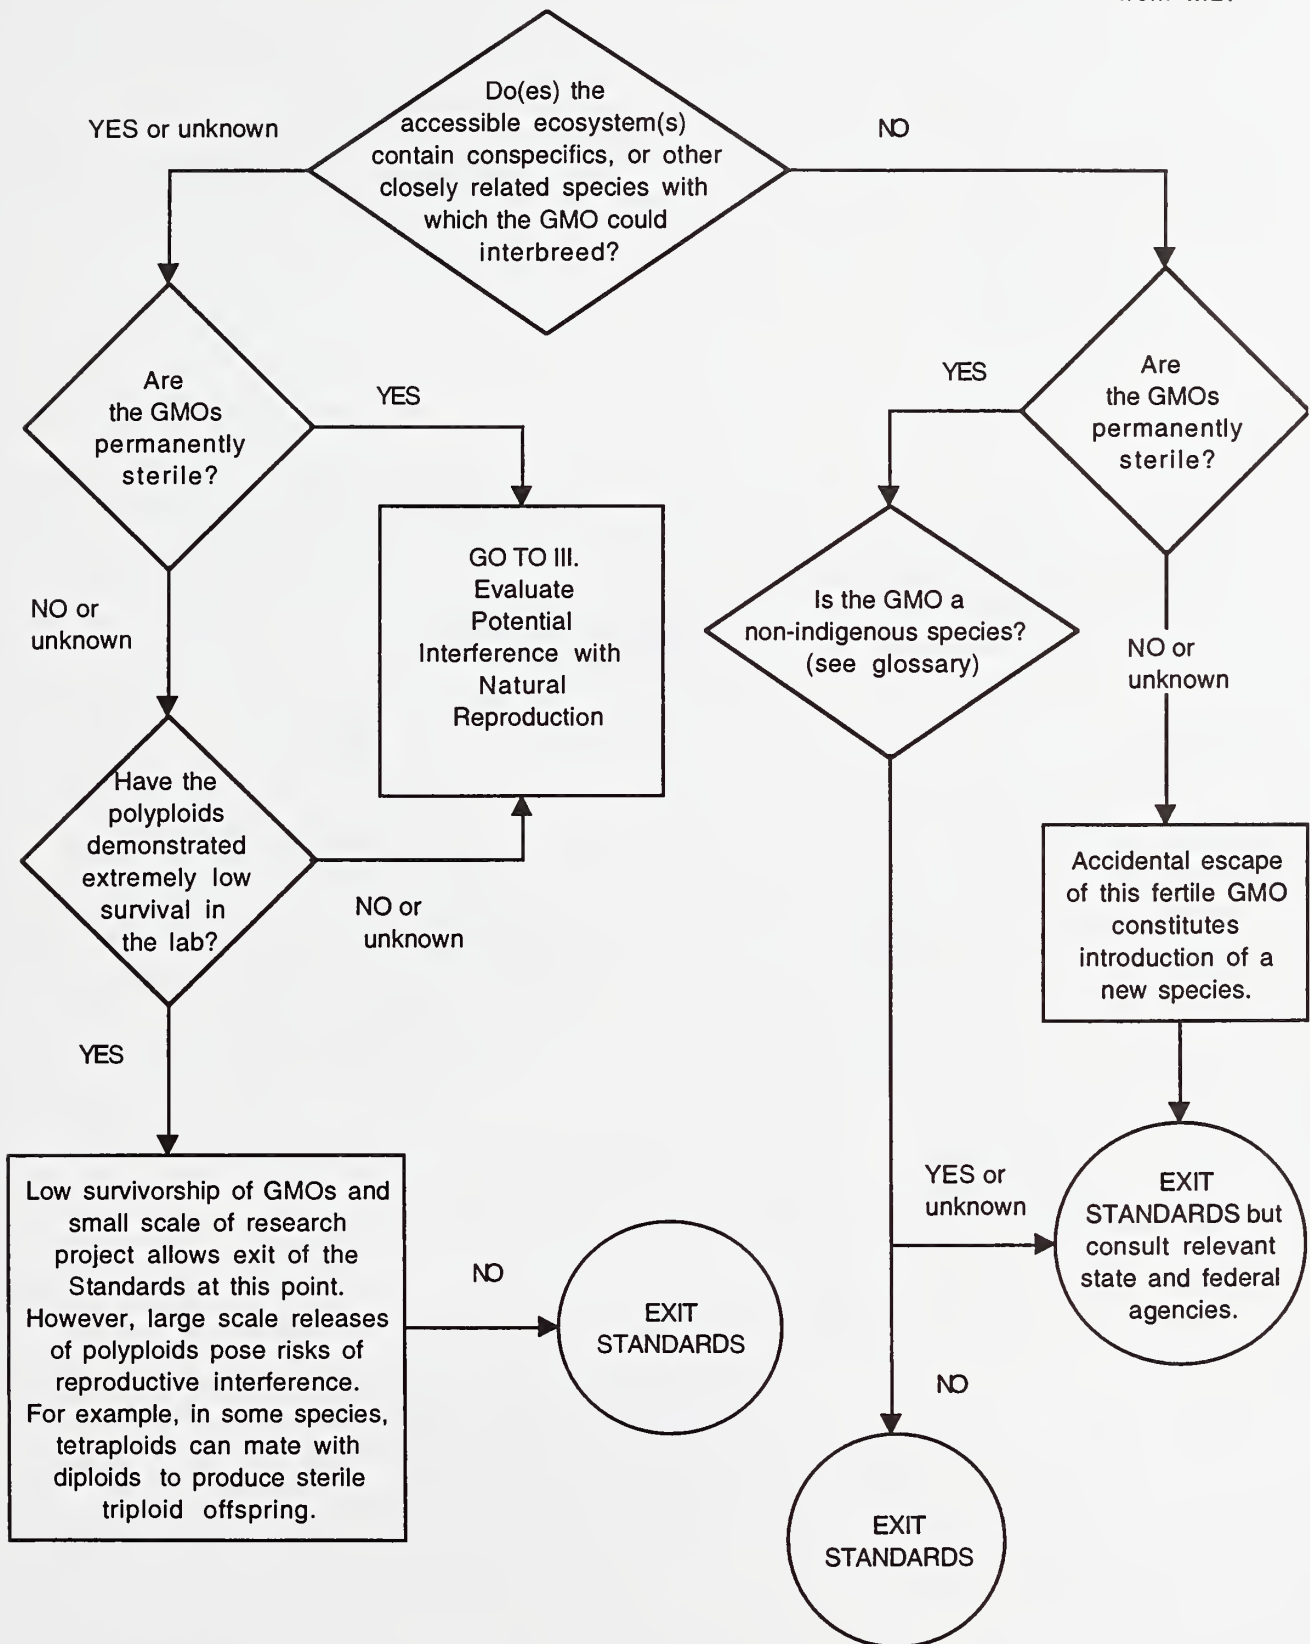 Do(es) the
accessible ecosystem(s)
contain conspecifics, or other
closely related species with
which the GMO could
interbreed?
YES or unknown
NO
Are
the GMOs
permanently
sterile?
YES
NO or
unknown
GO TO III.
Evaluate
Potential
Interference with
Natural
Reproduction
Have the
polyploids
demonstrated
extremely low
survival in
the lab?
NO or
unknown
YES
Low survivorship of GMOs and
small scale of research
project allows exit of the
Standards at this point.
However, large scale releases
of polyploids pose risks of
reproductive interference.
For example, in some species,
tetraploids can mate with
diploids to produce sterile
triploid offspring.
NO
EXIT
STANDARDS
Are
the GMOs
permanently
sterile?
YES
NO or
unknown
Is the GMO a
non-indigenous species?
(see glossary)
Accidental escape
of this fertile GMO
constitutes
introduction of a
new species.
YES or
unknown
EXIT
STANDARDS but
consult relevant
state and federal
agencies.
NO
EXIT
STANDARDS